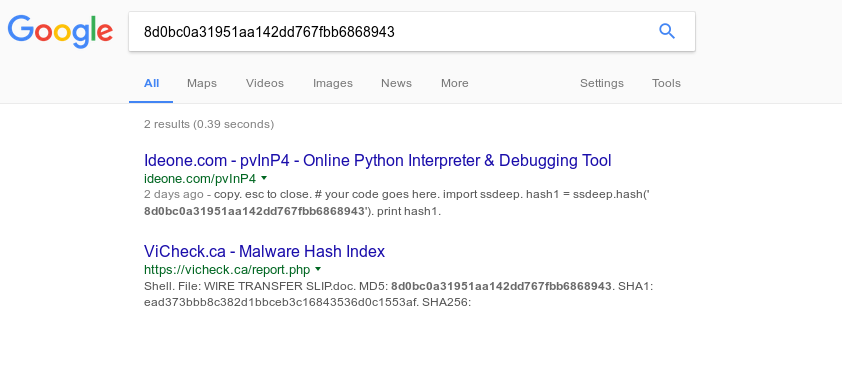 Google
8d0bc0a31951aa142dd767fbb6868943
All Maps Videos Images News More Settings Tools
2 results (0.39 seconds)
Ideone.com - pvInP4 - Online Python Interpreter & Debugging Tool
ideone.com/pvInP4
2 days ago - copy. esc to close. # your code goes here. import ssdeep. hash1 = ssdeep.hash('
8d0bc0a31951aa142dd767fbb6868943'). print hash1.
ViCheck.ca - Malware Hash Index
https://vicheck.ca/report.php
Shell. File: WIRE TRANSFER SLIP.doc. MD5: 8d0bc0a31951aa142dd767fbb6868943. SHA1:
ead373bbb8c382d1bbceb3c16843536d0c1553af. SHA256: